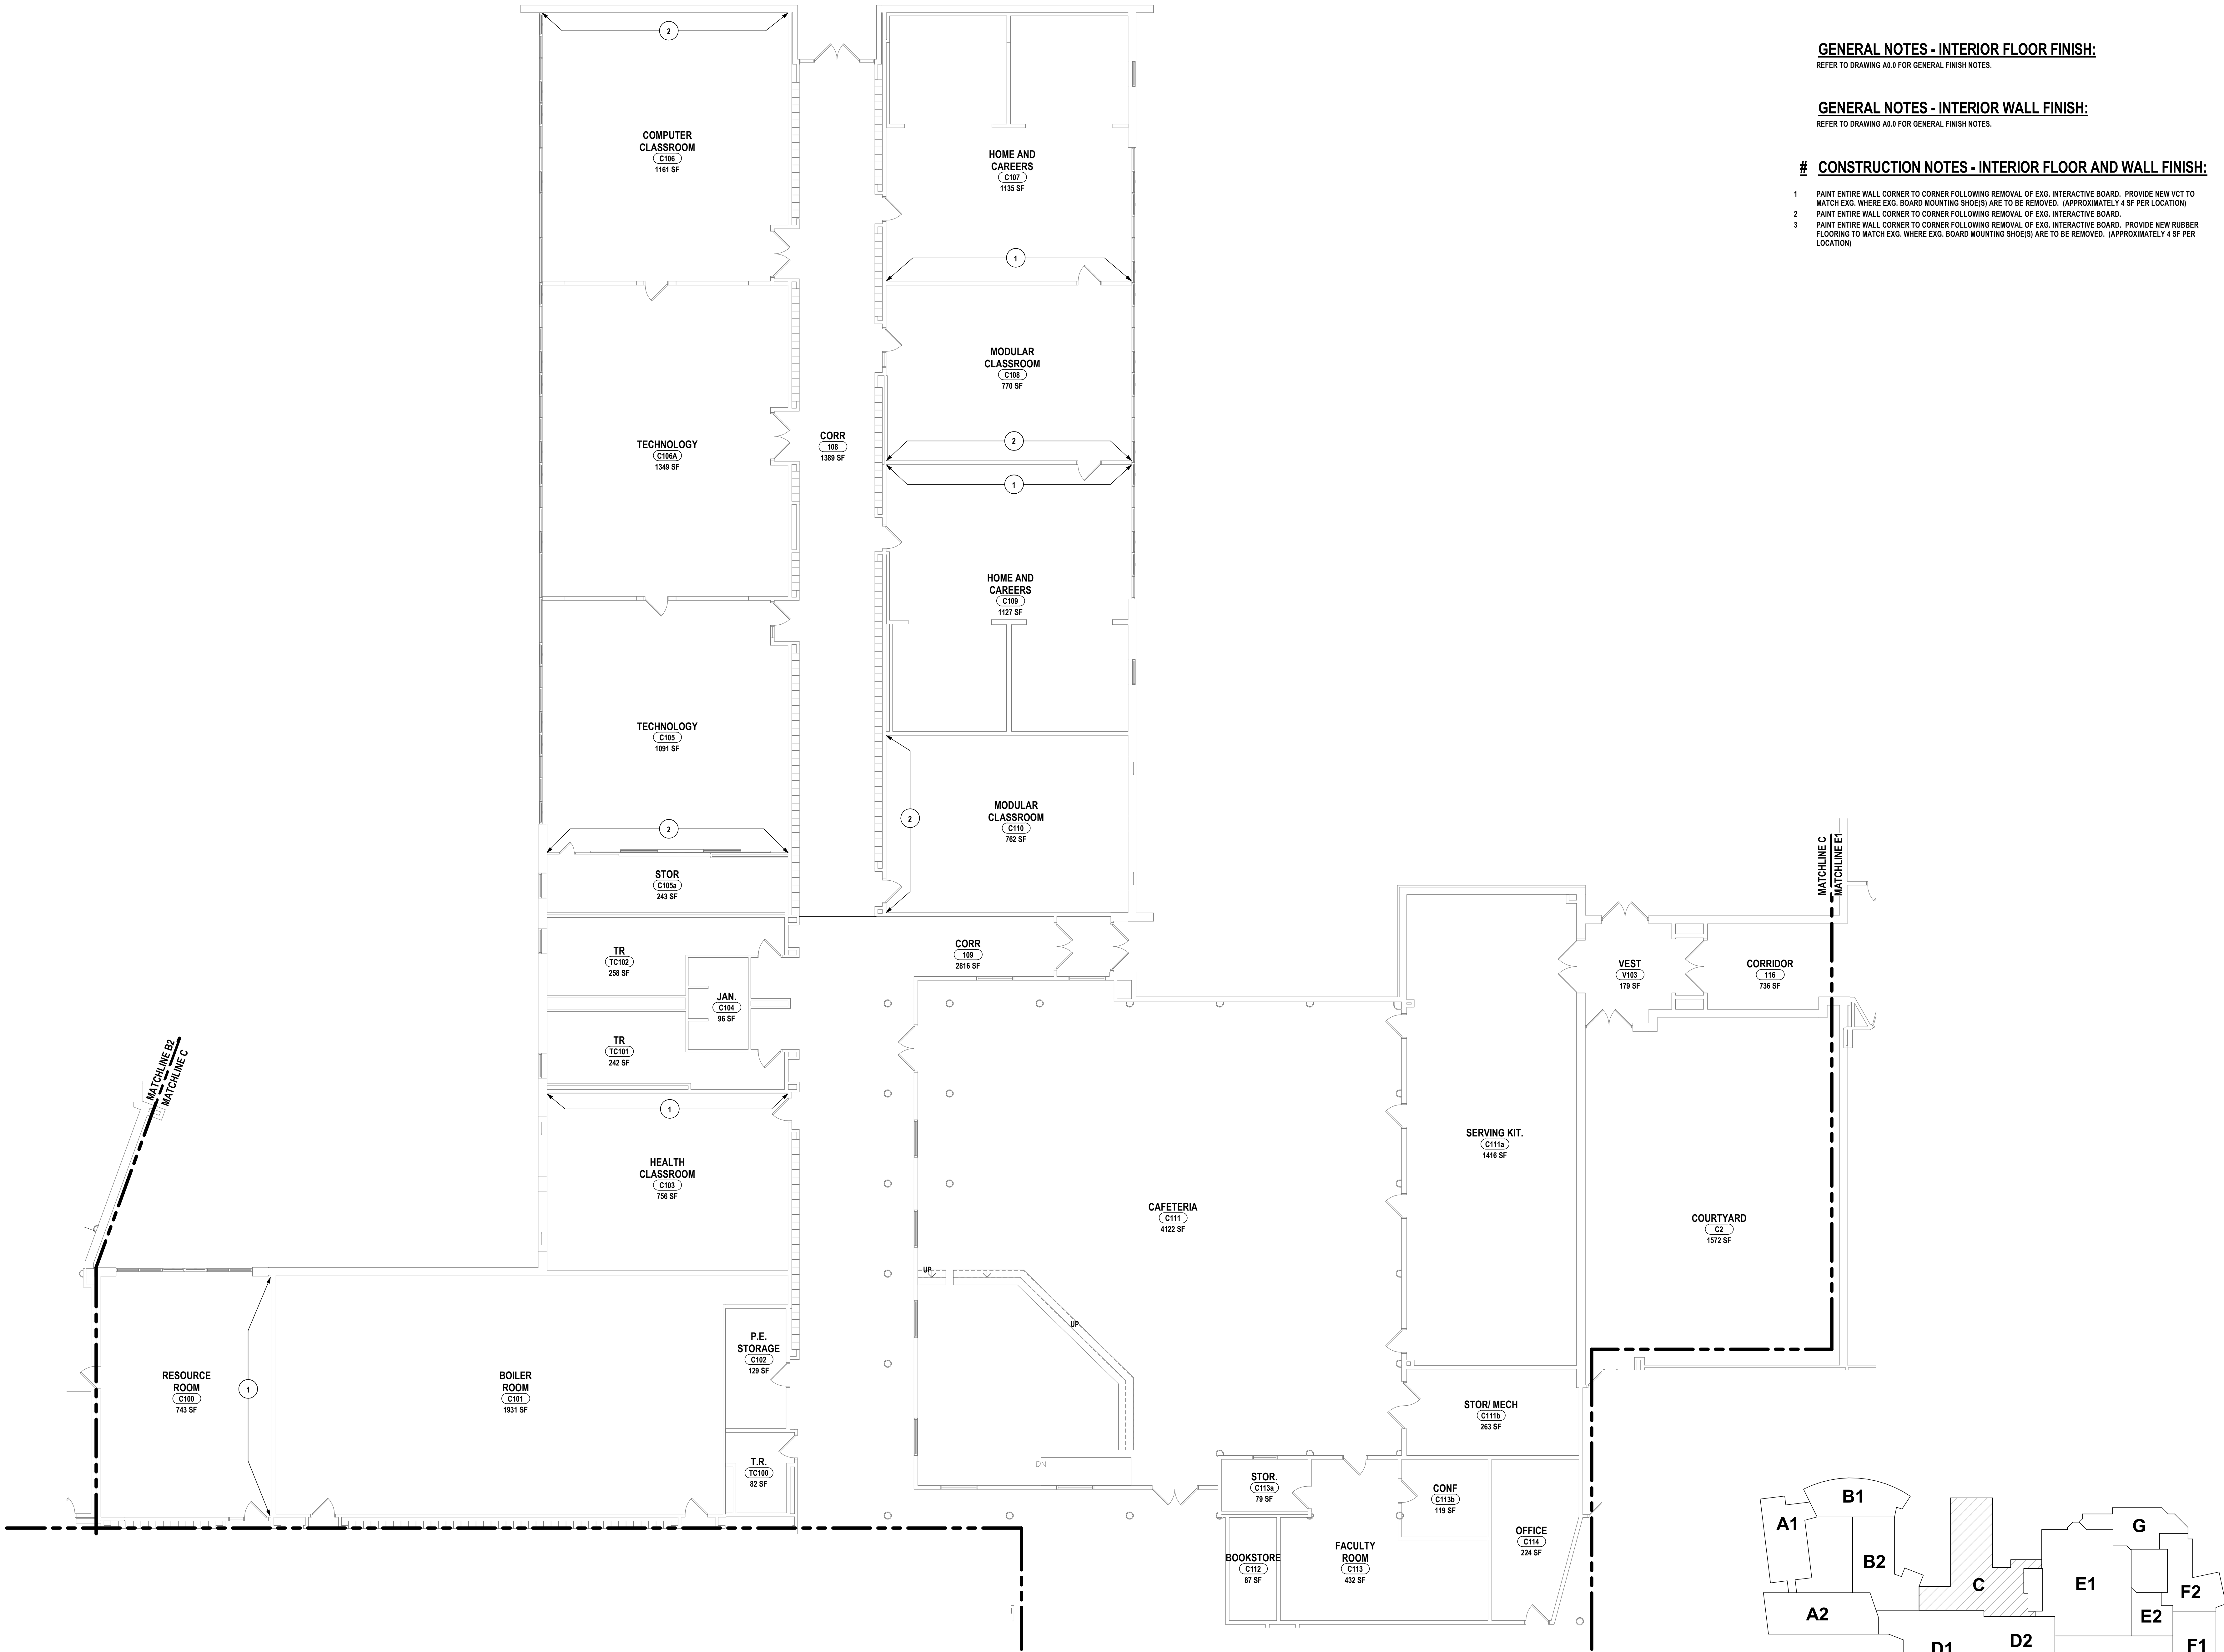 GENERAL NOTES - INTERIOR FLOOR FINISH:
REFER TO DRAWING A0.0 FOR GENERAL FINISH NOTES.
GENERAL NOTES - INTERIOR WALL FINISH:
REFER TO DRAWING A0.0 FOR GENERAL FINISH NOTES.
# CONSTRUCTION NOTES - INTERIOR FLOOR AND WALL FINISH:
1 PAINT ENTIRE WALL CORNER TO CORNER FOLLOWING REMOVAL OF EXG. INTERACTIVE BOARD. PROVIDE NEW VCT TO
MATCH EXG. WHERE EXG. BOARD MOUNTING SHOE(S) ARE TO BE REMOVED. (APPROXIMATELY 4 SF PER LOCATION)
2 PAINT ENTIRE WALL CORNER TO CORNER FOLLOWING REMOVAL OF EXG. INTERACTIVE BOARD.
3 PAINT ENTIRE WALL CORNER TO CORNER FOLLOWING REMOVAL OF EXG. INTERACTIVE BOARD. PROVIDE NEW RUBBER
FLOORING TO MATCH EXG. WHERE EXG. BOARD MOUNTING SHOE(S) ARE TO BE REMOVED. (APPROXIMATELY 4 SF PER
LOCATION)
2
COMPUTER
CLASSROOM
C106
1161 SF
HOME AND
CAREERS
C107
1135 SF
1
MODULAR
CLASSROOM
C108
770 SF
2
TECHNOLOGY
C106A
1349 SF
CORR
108
1389 SF
1
HOME AND
CAREERS
C109
1127 SF
TECHNOLOGY
C105
1091 SF
2
MODULAR
CLASSROOM
C110
762 SF
2
STOR
C105a
243 SF
MATCHLINE C
MATCHLINE E1
TR
TC102
258 SF
CORR
109
2816 SF
VEST
V103
179 SF
CORRIDOR
116
736 SF
JAN.
C104
96 SF
TR
TC101
242 SF
MATCHLINE B2
MATCHLINE C
1
HEALTH
CLASSROOM
C103
756 SF
SERVING KIT.
C111a
1416 SF
CAFETERIA
C111
4122 SF
COURTYARD
C2
1572 SF
UP
UP
P.E.
STORAGE
C102
129 SF
RESOURCE
ROOM
C100
743 SF
1
BOILER
ROOM
C101
1931 SF
STOR/ MECH
C111b
263 SF
T.R.
TC100
82 SF
DN
STOR.
C113a
79 SF
CONF
C113b
119 SF
OFFICE
C114
224 SF
BOOKSTORE
C112
87 SF
FACULTY
ROOM
C113
432 SF
B1
A1
G
B2
C
E1
F2
A2
E2
D1
D2
F1